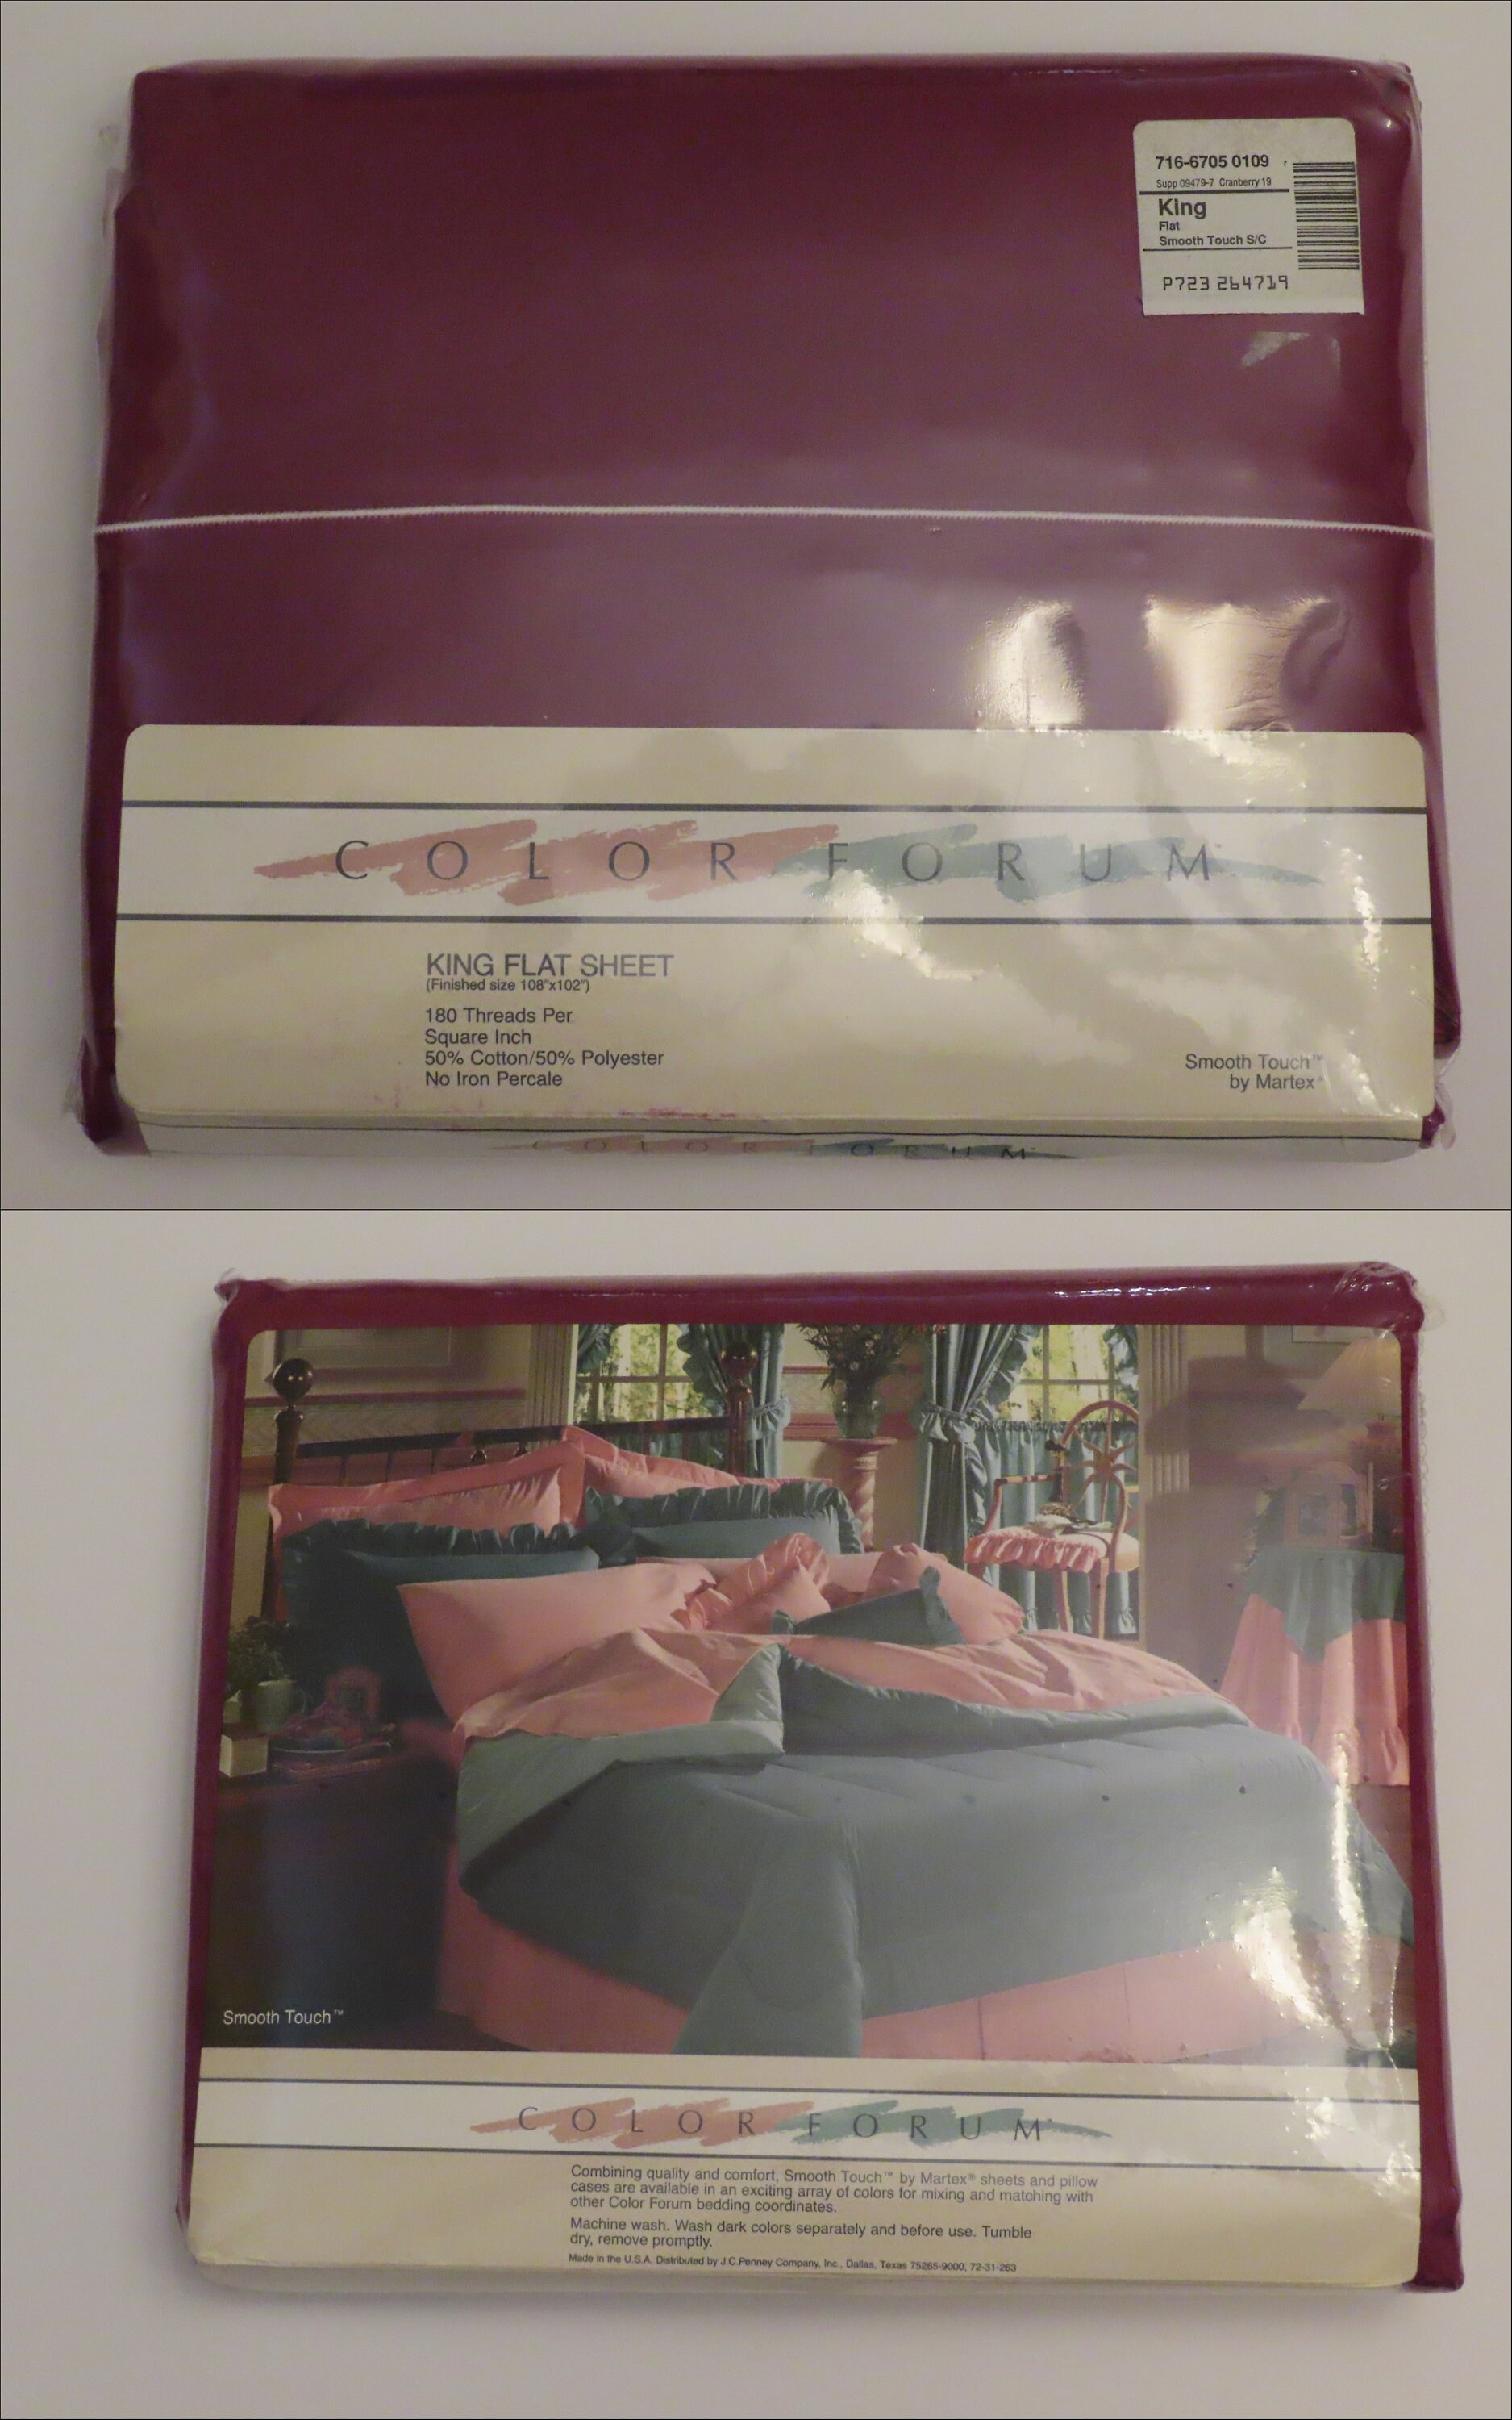 716-6705 0109
Supp 09479-7 Cranberry 19
King
Flat
Smooth Touch S/C
P723 264719
COLOR FORUM™
KING FLAT SHEET
(Finished size 108"x102")
180 Threads Per
Square Inch
50% Cotton/50% Polyester
No Iron Percale
Smooth Touch™
by Martex®
COLOR FORUM™
Smooth Touch™
COLOR FORUM™
Combining quality and comfort, Smooth Touch™ by Martex® sheets and pillow
cases are available in an exciting array of colors for mixing and matching with
other Color Forum bedding coordinates.
Machine wash. Wash dark colors separately and before use. Tumble
dry, remove promptly.
Made in the U.S.A. Distributed by J.C.Penney Company, Inc., Dallas, Texas 75265-9000, 72-31-263